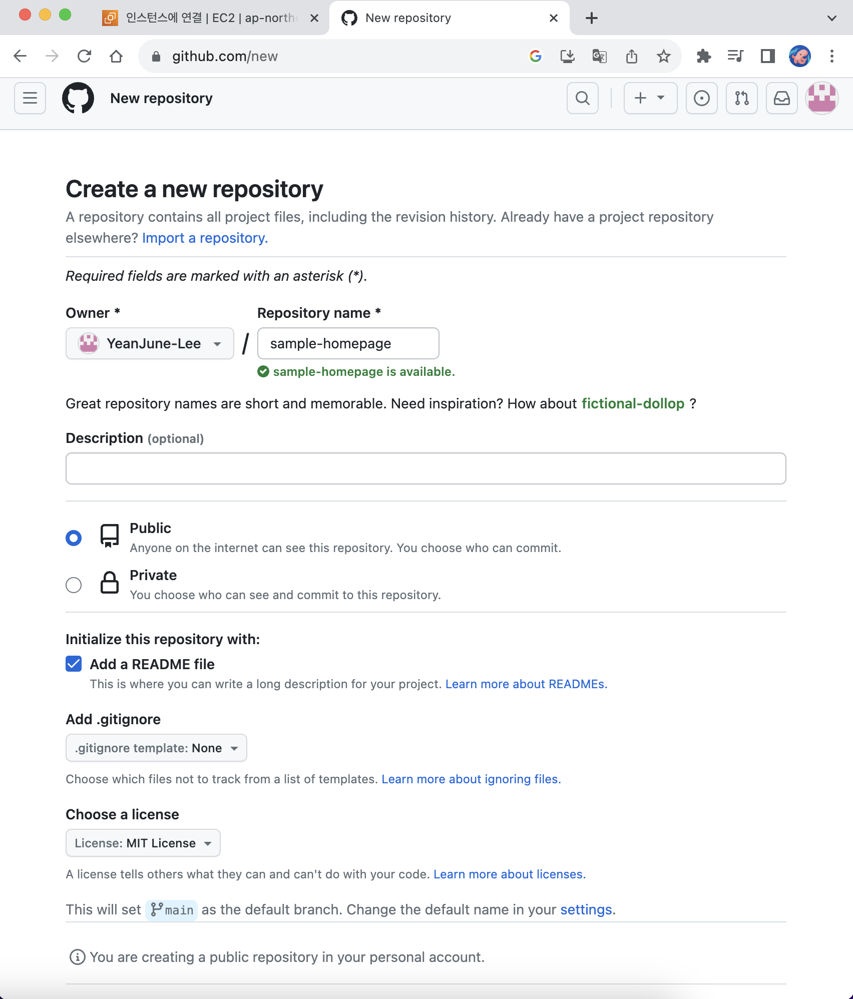 인스턴스에 연결 | EC2 | ap-north
New repository
github.com/new
New repository
Create a new repository
A repository contains all project files, including the revision history. Already have a project repository
elsewhere? Import a repository.
Required fields are marked with an asterisk (*).
Owner *
Repository name *
YeanJune-Lee
/
sample-homepage
sample-homepage is available.
Great repository names are short and memorable. Need inspiration? How about fictional-dollop ?
Description (optional)
Public
Anyone on the internet can see this repository. You choose who can commit.
Private
You choose who can see and commit to this repository.
Initialize this repository with:
Add a README file
This is where you can write a long description for your project. Learn more about READMEs.
Add .gitignore
.gitignore template: None
Choose which files not to track from a list of templates. Learn more about ignoring files.
Choose a license
License: MIT License
A license tells others what they can and can't do with your code. Learn more about licenses.
This will set main as the default branch. Change the default name in your settings.
You are creating a public repository in your personal account.